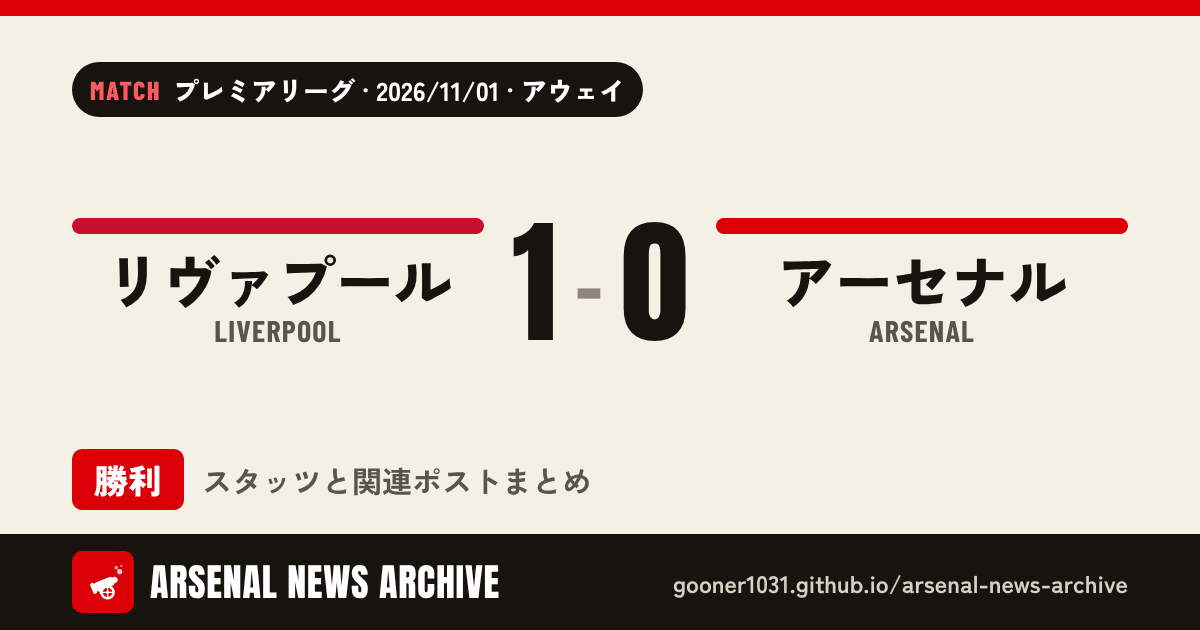 MATCH プレミアリーグ · 2026/11/01 · アウェイ
リヴァプール 1 - 0 アーセナル
LIVERPOOL ARSENAL
勝利 スタッツと関連ポストまとめ
ARSENAL NEWS ARCHIVE gooner1031.github.io/arsenal-news-archive